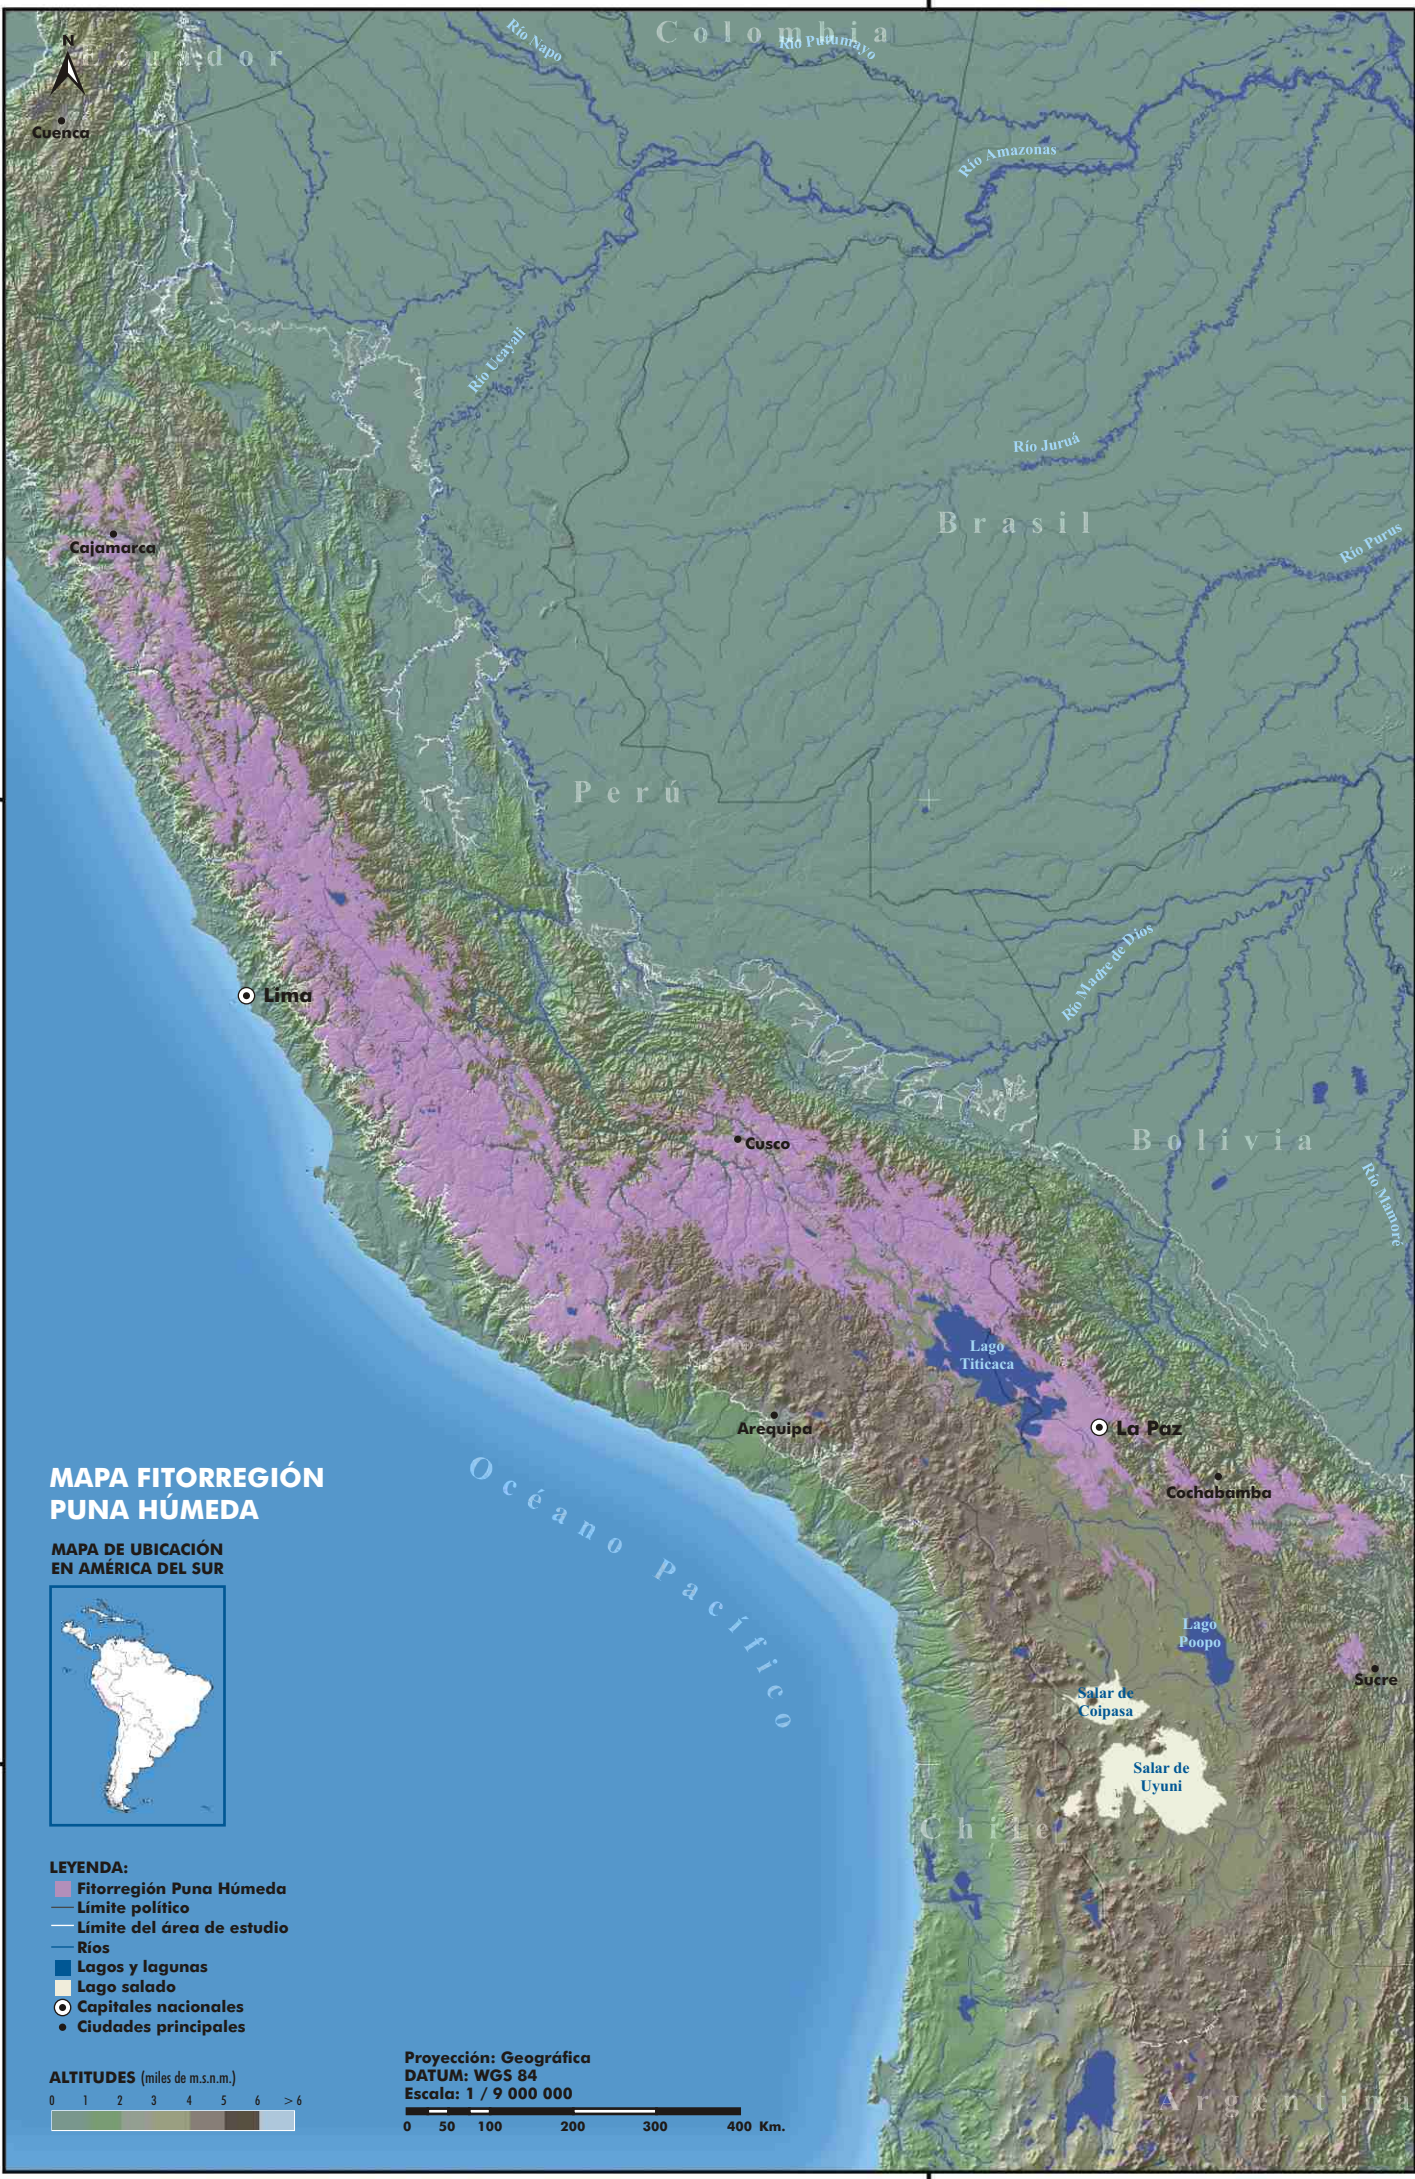 Colombia
Río Napo
Río Putumayo
Ecuador
N
Cuenca
Río Amazonas
Río Ucayali
Río Juruá
Brasil
Río Purus
Cajamarca
Perú
Río Madre de Dios
Lima
Cusco
Bolivia
Río Mamoré
Lago
Titicaca
Arequipa
La Paz
Cochabamba
Océano Pacífico
MAPA FITORREGIÓN
PUNA HÚMEDA
MAPA DE UBICACIÓN
EN AMÉRICA DEL SUR
Lago
Poopo
Sucre
Salar de
Coipasa
Salar de
Uyuni
Chile
Argentina
LEYENDA:
Fitorregión Puna Húmeda
Límite político
Límite del área de estudio
Ríos
Lagos y lagunas
Lago salado
Capitales nacionales
Ciudades principales
ALTITUDES (miles de m.s.n.m.)
0 1 2 3 4 5 6 > 6
Proyección: Geográfica
DATUM: WGS 84
Escala: 1 / 9 000 000
0 50 100 200 300 400 Km.